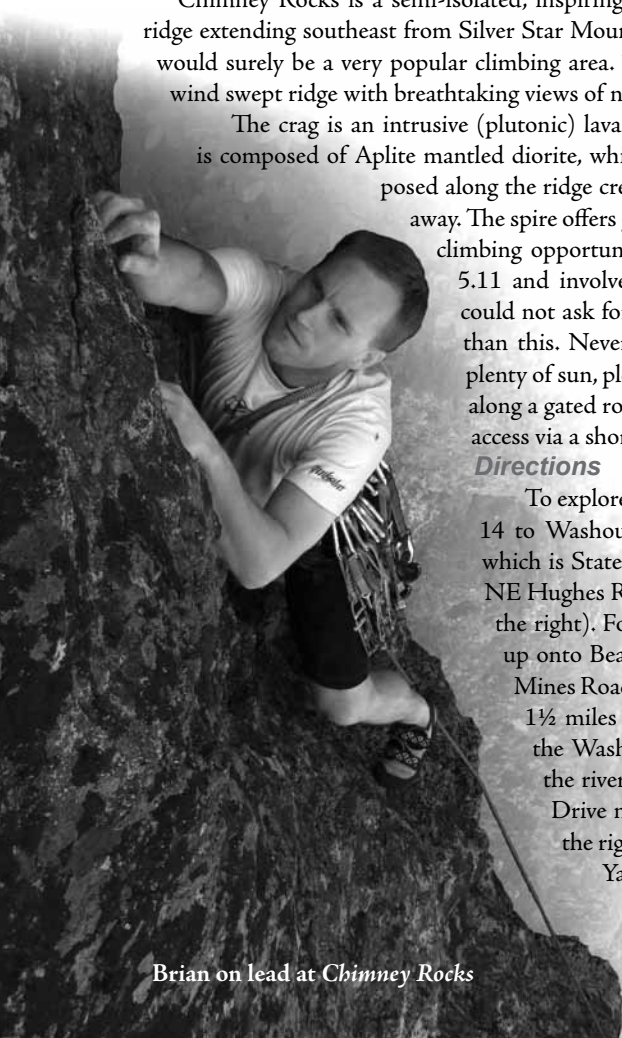 Chimney Rocks is a semi-isolated, inspiring
ridge extending southeast from Silver Star Moun
would surely be a very popular climbing area.
wind swept ridge with breathtaking views of n
The crag is an intrusive (plutonic) lava
is composed of Aplite mantled diorite, whi
posed along the ridge cre
away. The spire offers
climbing opportun
5.11 and involve
could not ask fo
than this. Never
plenty of sun, ple
along a gated ro
access via a shor
Directions
To explore
14 to Washou
which is State
NE Hughes R
the right). Fo
up onto Bea
Mines Road
1½ miles
the Wash
the river
Drive n
the rig
Ya
Brian on lead at Chimney Rocks